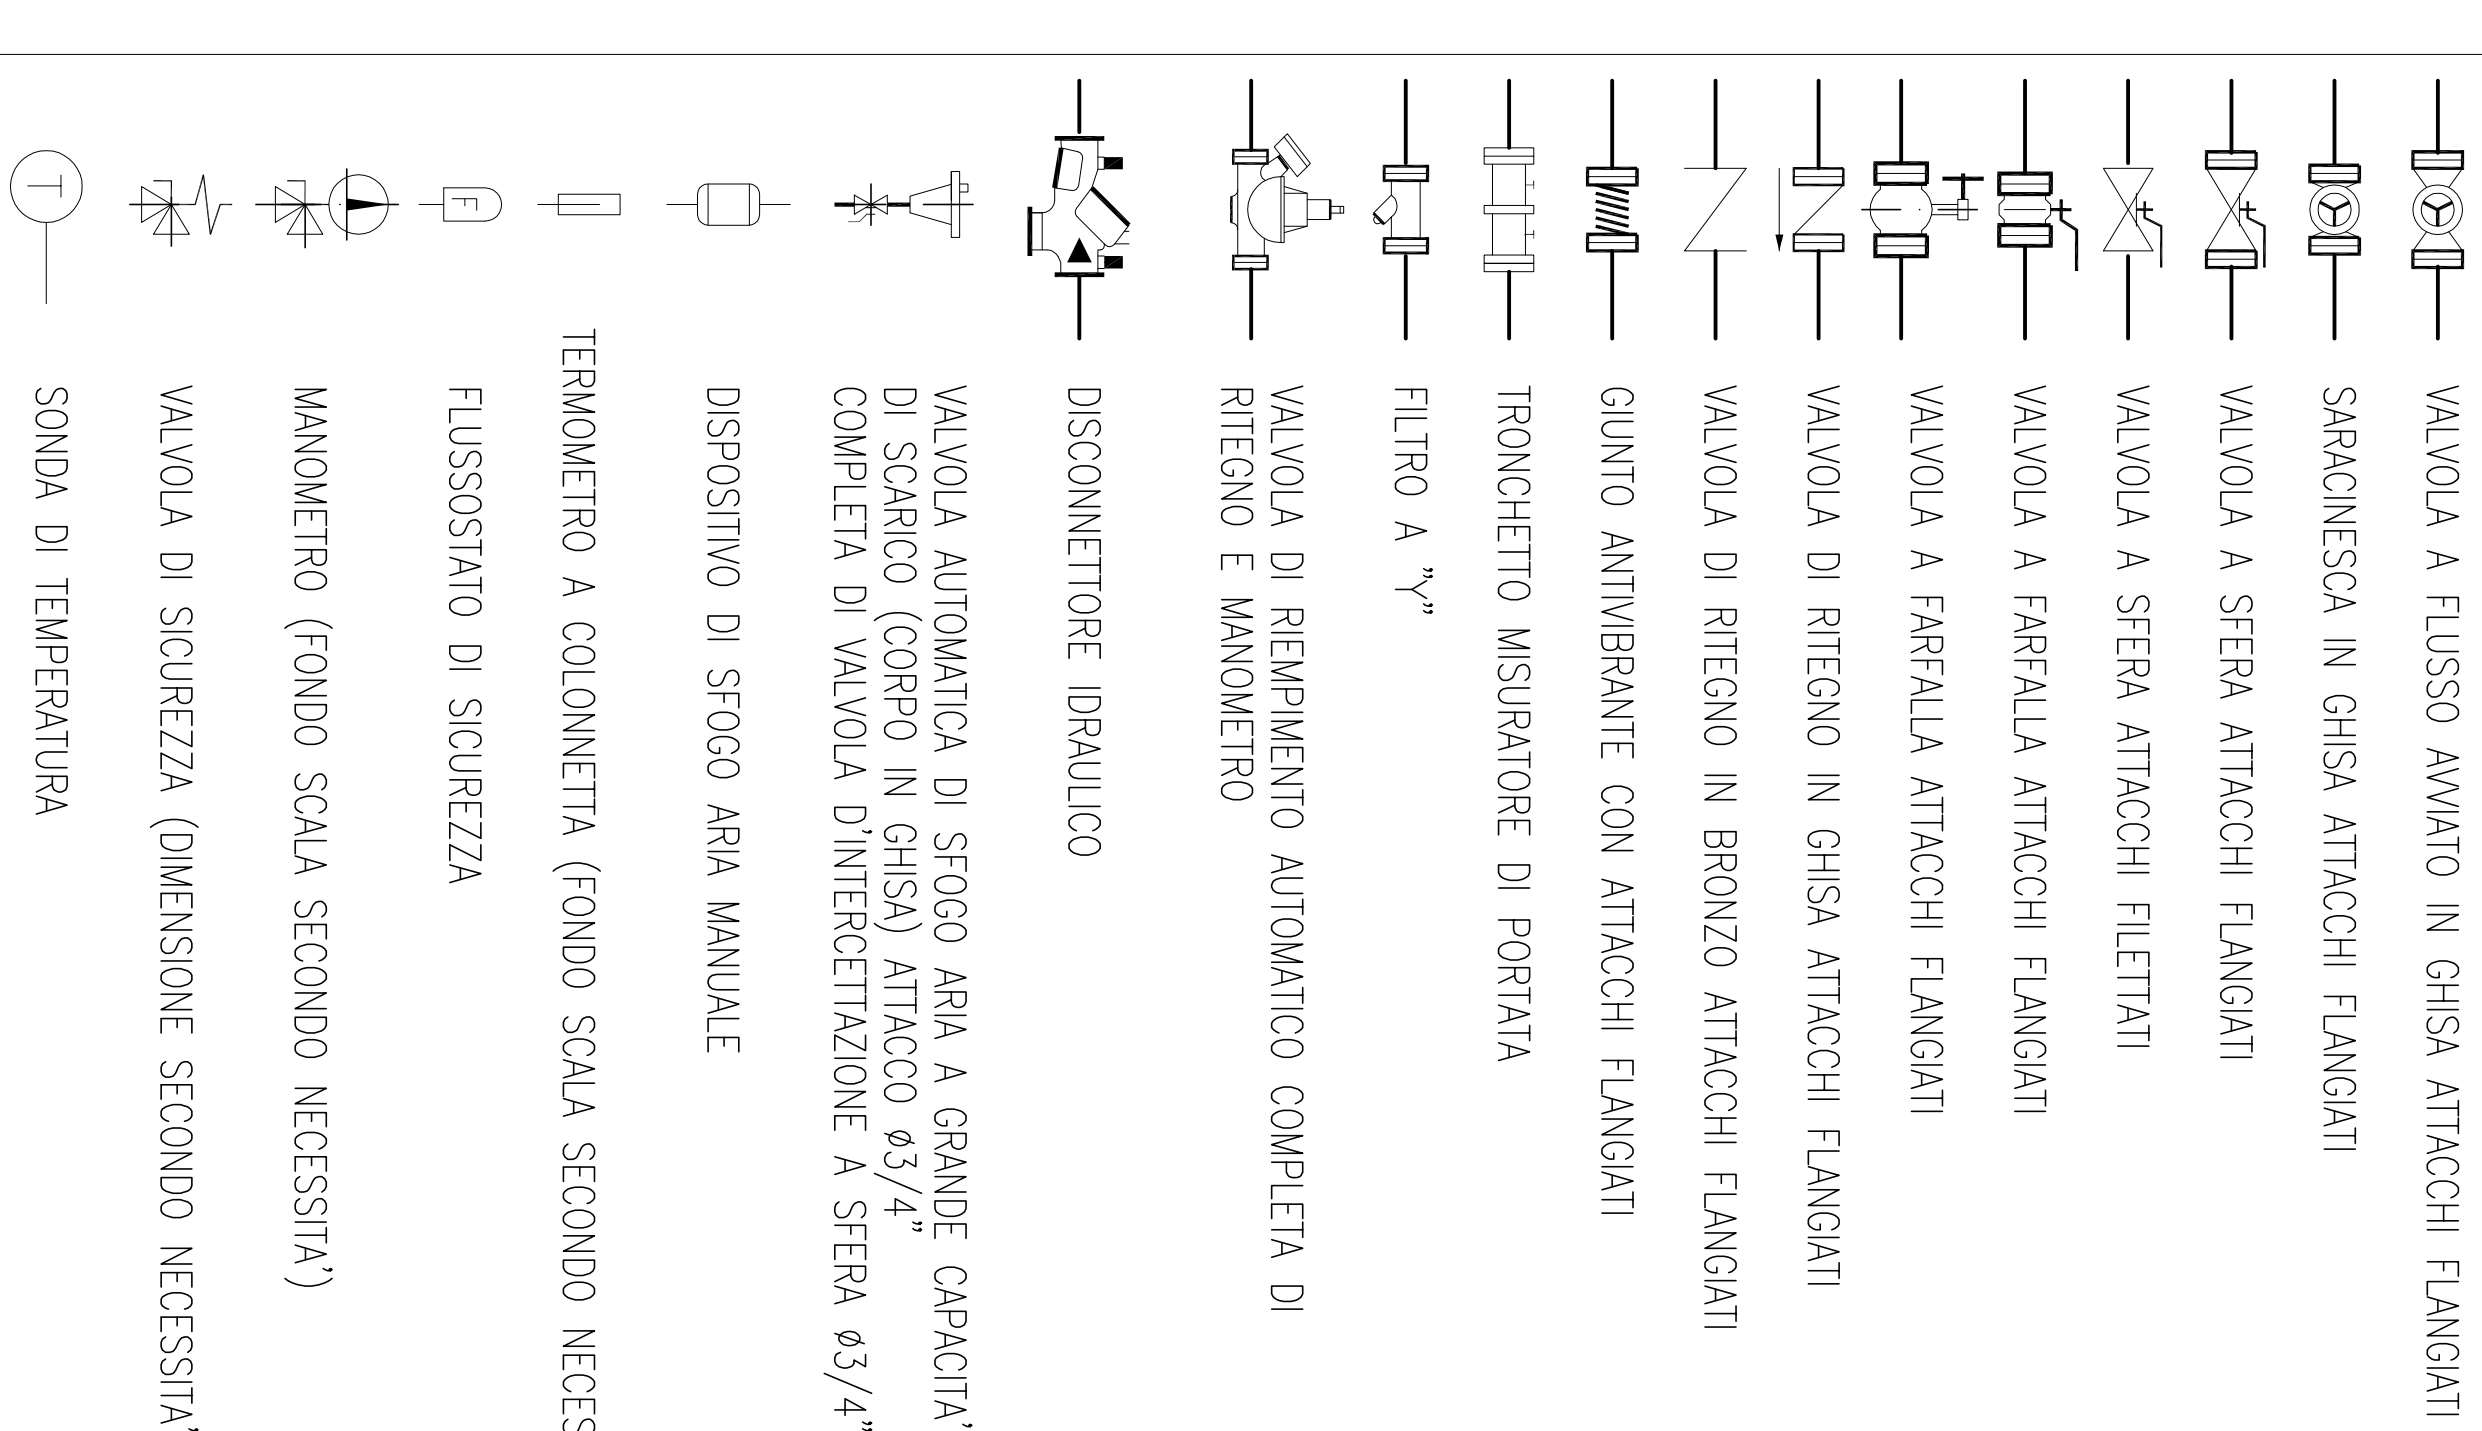 VALVOLA A FLUSSO AVVIATO IN GHISA ATTACCHI FLANGIATI
SARACINESCA IN GHISA ATTACCHI FLANGIATI
VALVOLA A SFERA ATTACCHI FLANGIATI
VALVOLA A SFERA ATTACCHI FILETTATI
VALVOLA A FARFALLA ATTACCHI FLANGIATI
VALVOLA A FARFALLA ATTACCHI FLANGIATI
VALVOLA DI RITEGNO IN GHISA ATTACCHI FLANGIATI
VALVOLA DI RITEGNO IN BRONZO ATTACCHI FLANGIATI
GIUNTO ANTIVIBRANTE CON ATTACCHI FLANGIATI
TRONCHETTO MISURATORE DI PORTATA
FILTRO A "Y"
VALVOLA DI RIEMPIMENTO AUTOMATICO COMPLETA DI
RITEGNO E MANOMETRO
DISCONNETTORE IDRAULICO
VALVOLA AUTOMATICA DI SFOGO ARIA A GRANDE CAPACITA'
DI SCARICO (CORPO IN GHISA) ATTACCO Ø3/4"
COMPLETA DI VALVOLA D'INTERCETTAZIONE A SFERA Ø3/4"
DISPOSITIVO DI SFOGO ARIA MANUALE
TERMOMETRO A COLONNETTA (FONDO SCALA SECONDO NECES
F
FLUSSOSTATO DI SICUREZZA
MANOMETRO (FONDO SCALA SECONDO NECESSITA')
VALVOLA DI SICUREZZA (DIMENSIONE SECONDO NECESSITA'
T
SONDA DI TEMPERATURA